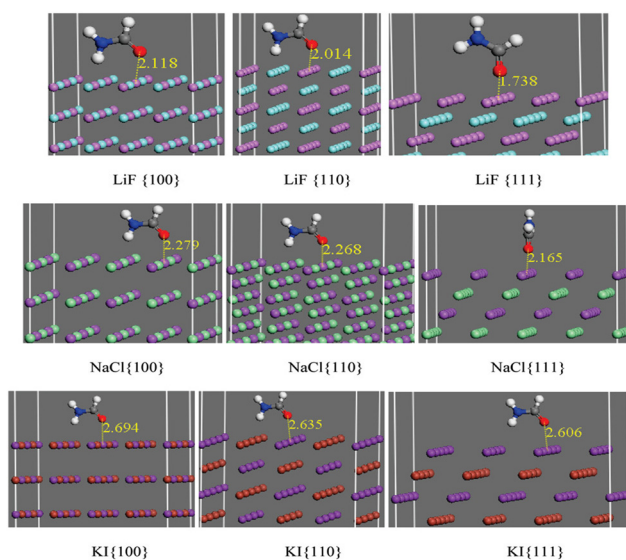 2.118
2.014
1.738
LiF {100}
LiF {110}
LiF {111}
2.279
2.268
2.165
NaCl{100}
NaCl{110}
NaCl{111}
2.694
2.635
2.606
KI{100}
KI{110}
KI{111}